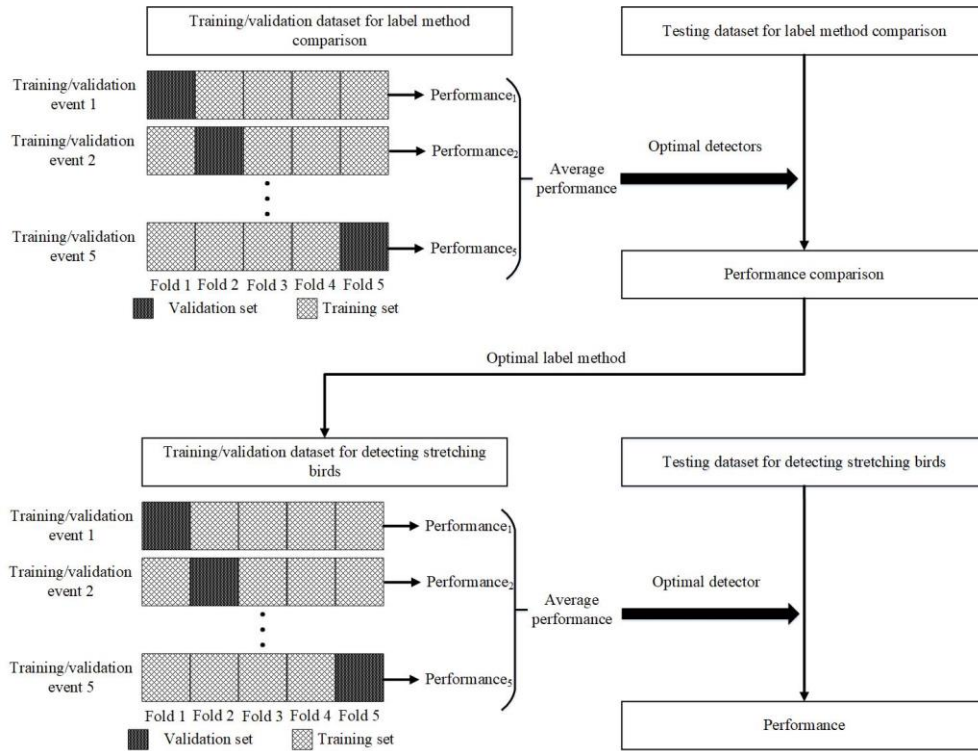 Training/validation dataset for label
method comparison
Testing dataset for label method comparison
Training/validation
event 1
Performance₁
Training/validation
event 2
Performance₂
Average
performance
Optimal detectors
Training/validation
event 5
Performance₅
Fold 1 Fold 2 Fold 3 Fold 4 Fold 5
Validation set
Training set
Performance comparison
Optimal label method
Training/validation dataset for detecting stretching
birds
Testing dataset for detecting stretching birds
Training/validation
event 1
Performance₁
Training/validation
event 2
Performance₂
Average
performance
Optimal detector
Training/validation
event 5
Performance₅
Fold 1 Fold 2 Fold 3 Fold 4 Fold 5
Validation set
Training set
Performance